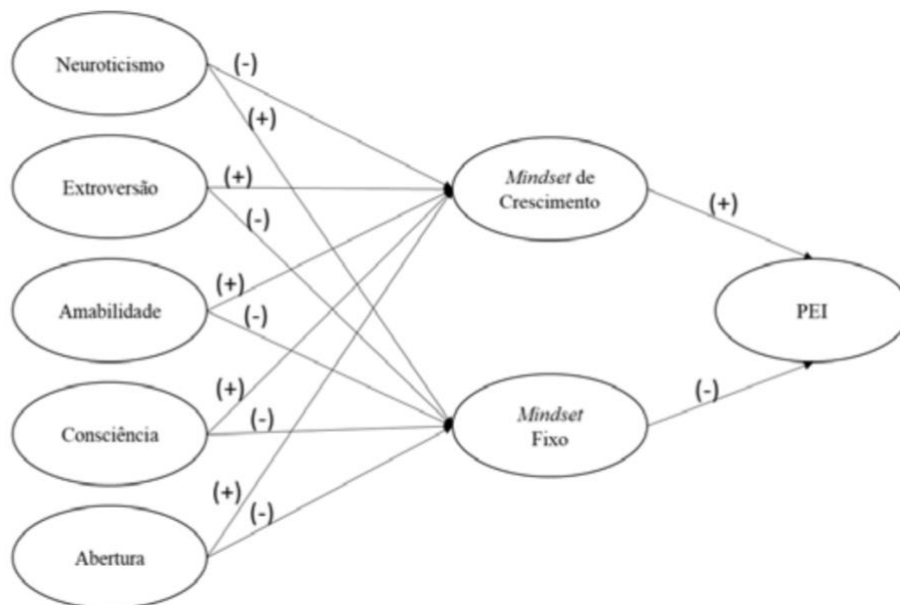 Neuroticismo
(-)
(+)
Extroversão
(+)
(-)
Mindset de
Crescimento
(+)
Amabilidade
(+)
(-)
PEI
Consciência
(+)
(-)
Mindset
Fixo
(-)
Abertura
(+)
(-)